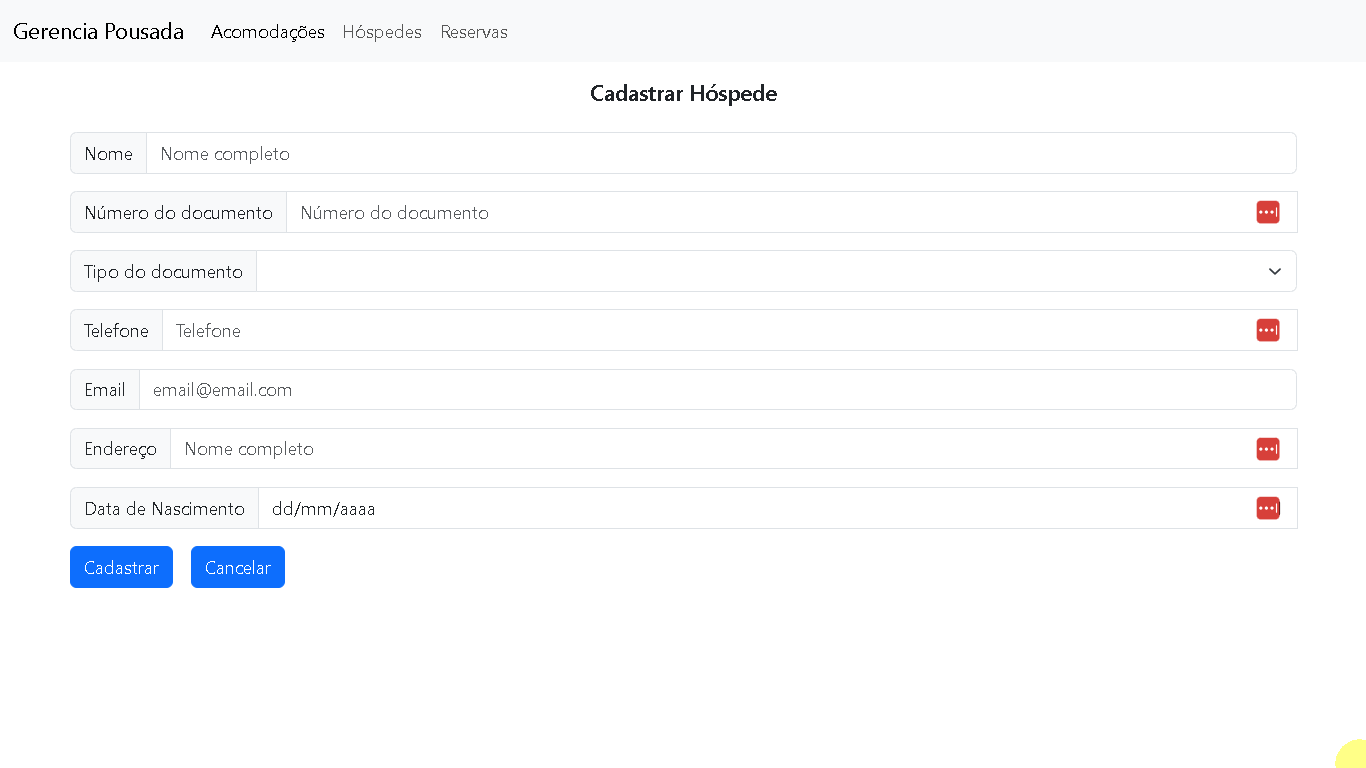 Gerencia Pousada Acomodações Hóspedes Reservas
Cadastrar Hóspede
Nome Nome completo
Número do documento Número do documento
Tipo do documento
Telefone Telefone
Email email@email.com
Endereço Nome completo
Data de Nascimento dd/mm/aaaa
Cadastrar Cancelar